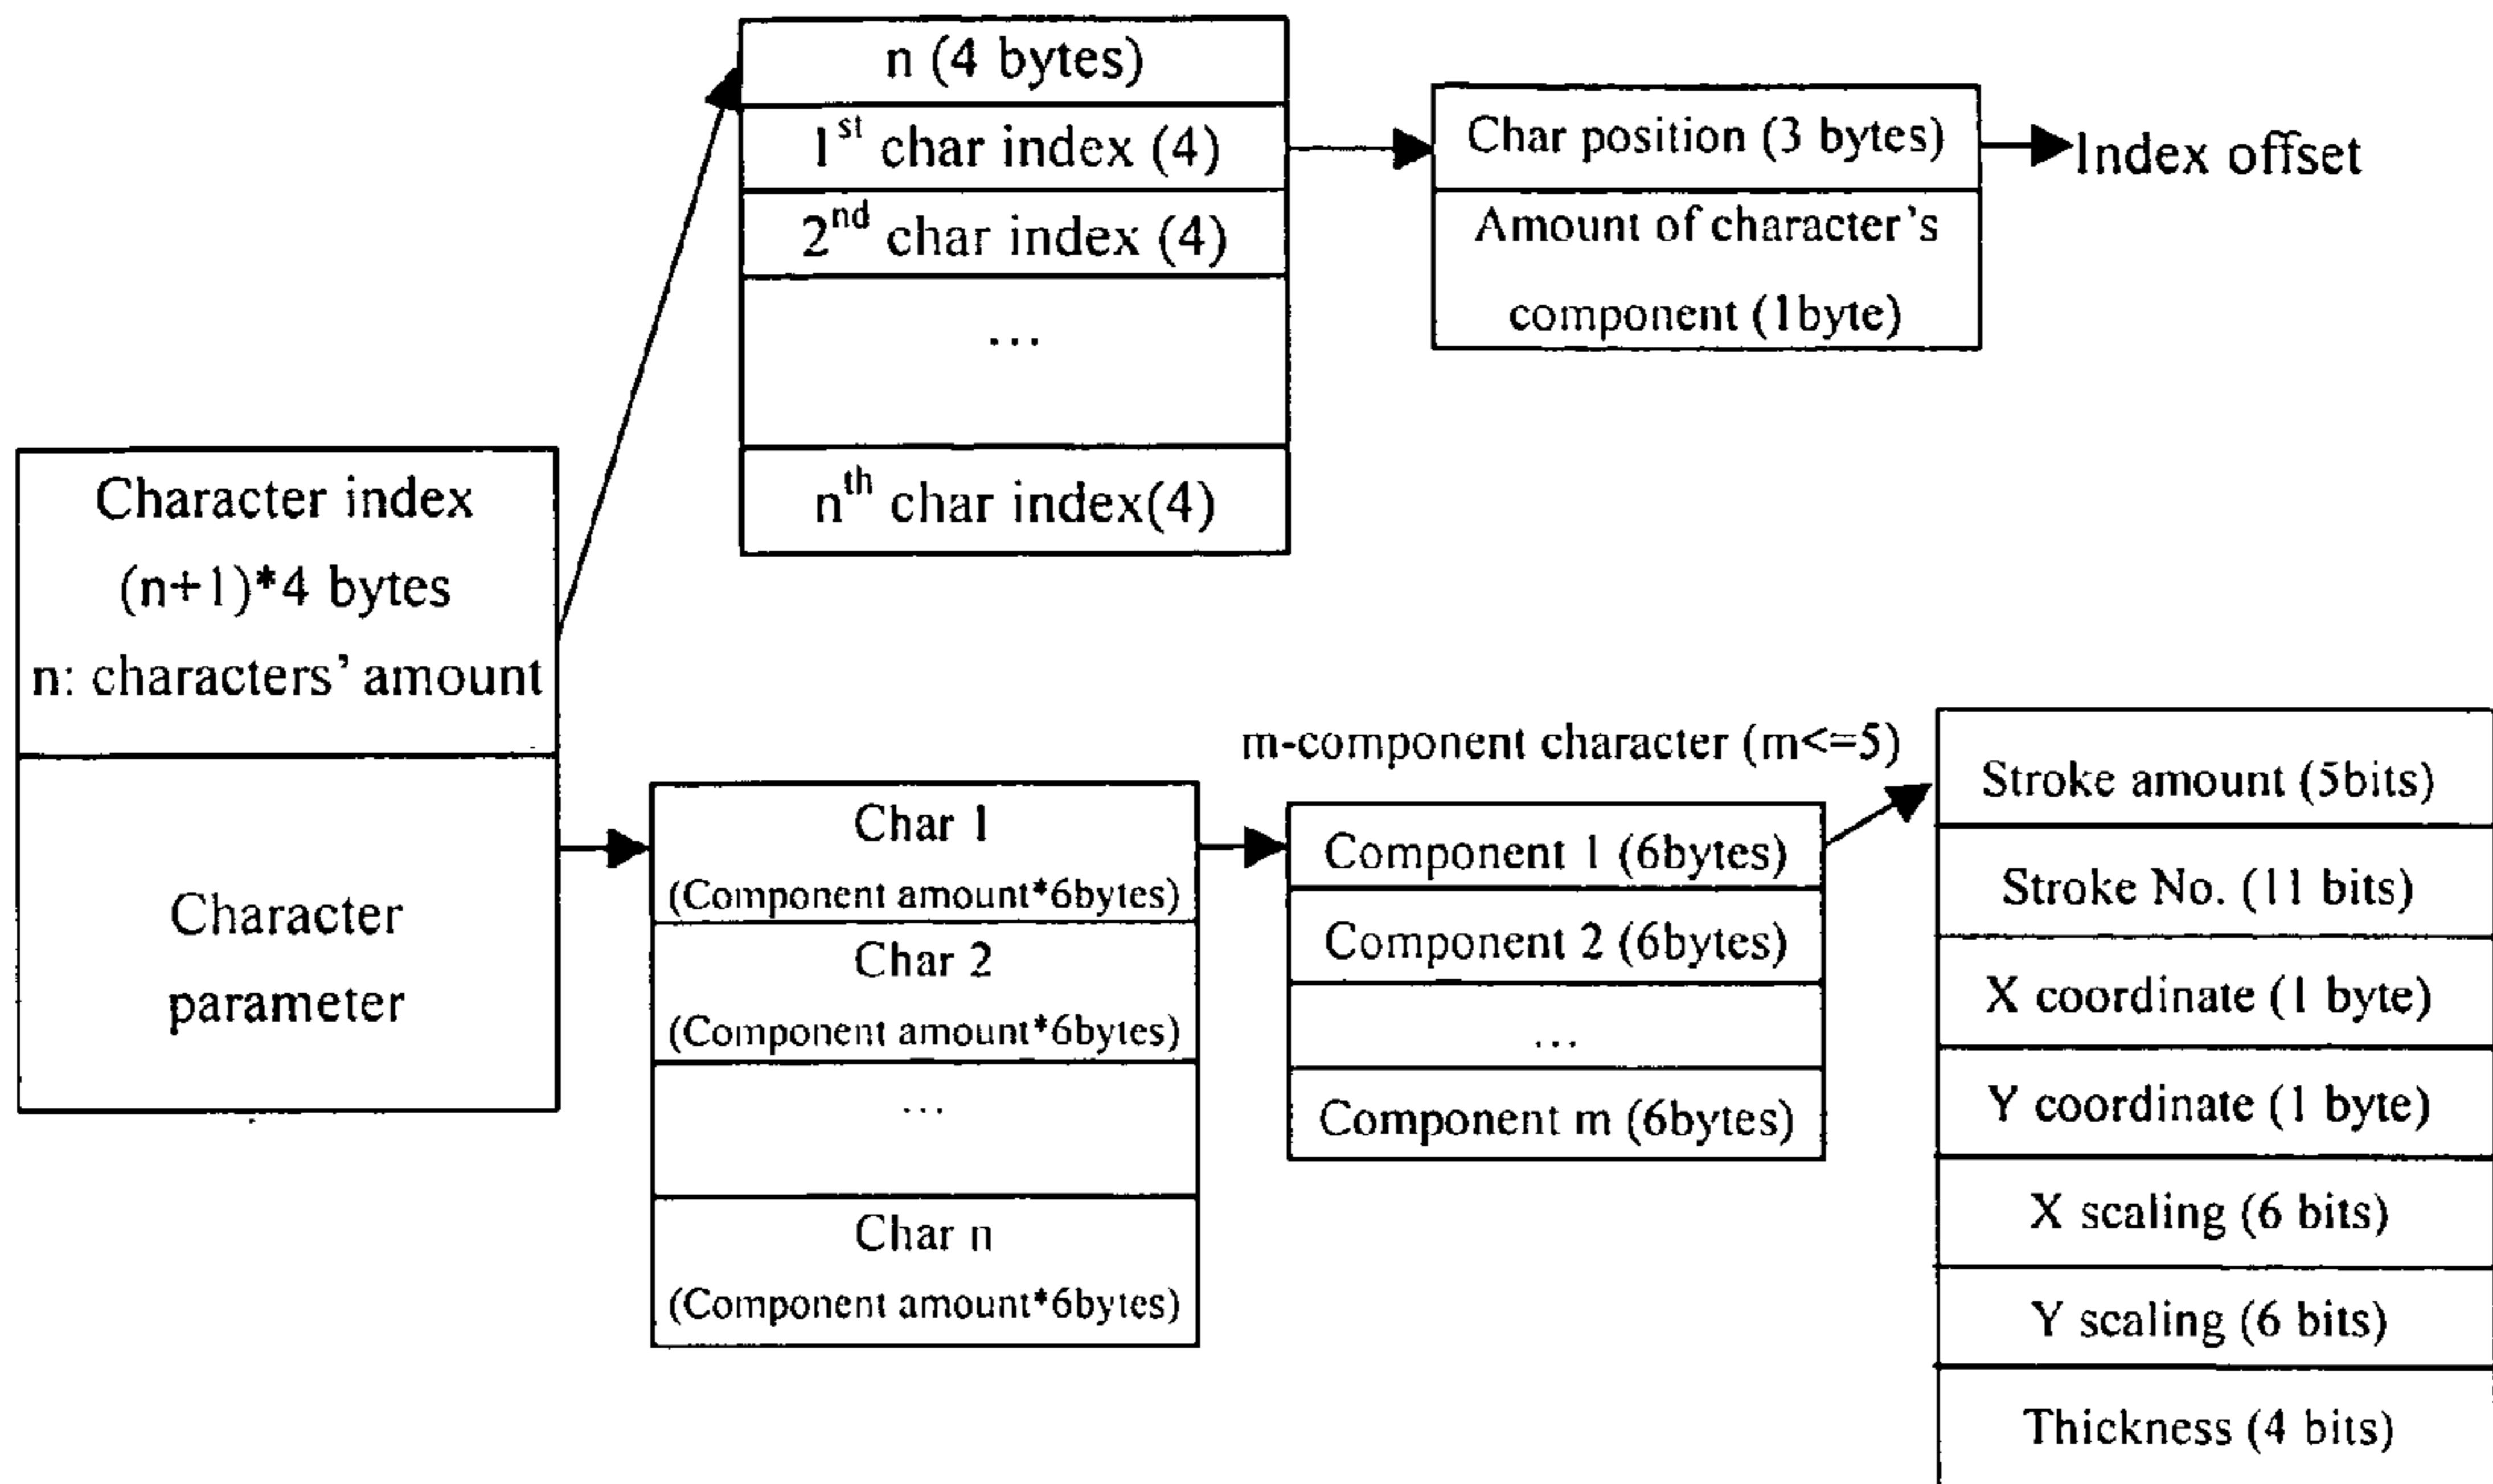 n (4 bytes)
1st char index (4)
2nd char index (4)
...
nth char index(4)
Char position (3 bytes)
Amount of character's
component (1byte)
Index offset
Character index
(n+1)*4 bytes
n: characters' amount
Character
parameter
Char 1
(Component amount*6bytes)
Char 2
(Component amount*6bytes)
...
Char n
(Component amount*6bytes)
m-component character (m<=5)
Component 1 (6bytes)
Component 2 (6bytes)
...
Component m (6bytes)
Stroke amount (5bits)
Stroke No. (11 bits)
X coordinate (1 byte)
Y coordinate (1 byte)
X scaling (6 bits)
Y scaling (6 bits)
Thickness (4 bits)